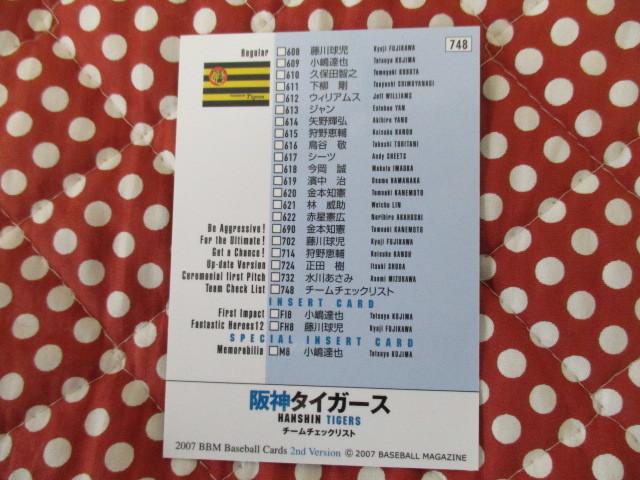 748
Regular □608 藤川球児 Kyuji FUJIKAWA
□609 小嶋達也 Tatsuya KOJIMA
□610 久保田智之 Tomoyuki KUBOTA
□611 下柳 剛 Tsuyoshi SHIMOYANAGI
□612 ウィリアムス Jeff WILLIAMS
□613 ジャン Esteban YAN
□614 矢野輝弘 Akihiro YANO
□615 狩野恵輔 Keisuke KANOU
□616 鳥谷 敬 Takashi TORITANI
□617 シーツ Andy SHEETS
□618 今岡 誠 Makoto IMAOKA
□619 濱中 治 Osamu HAMANAKA
□620 金本知憲 Tomoaki KANEMOTO
□621 林 威助 Weichu LIN
□622 赤星憲広 Norihiro AKAHOSHI
Be Aggressive! □690 金本知憲 Tomoaki KANEMOTO
For the Ultimate! □702 藤川球児 Kyuji FUJIKAWA
Get a Chance! □714 狩野恵輔 Keisuke KANOU
Up-date Version □724 正田 樹 Itsuki SHODA
Ceremonial first Pitch □732 水川あさみ Asami MIZUKAWA
Team Check List □748 チームチェックリスト
INSERT CARD
First Impact □FI8 小嶋達也 Tatsuya KOJIMA
Fantastic Heroes12 □FH8 藤川球児 Kyuji FUJIKAWA
SPECIAL INSERT CARD
Memorabilia □M8 小嶋達也 Tatsuya KOJIMA
阪神タイガース
HANSHIN TIGERS
チームチェックリスト
2007 BBM Baseball Cards 2nd Version © 2007 BASEBALL MAGAZINE